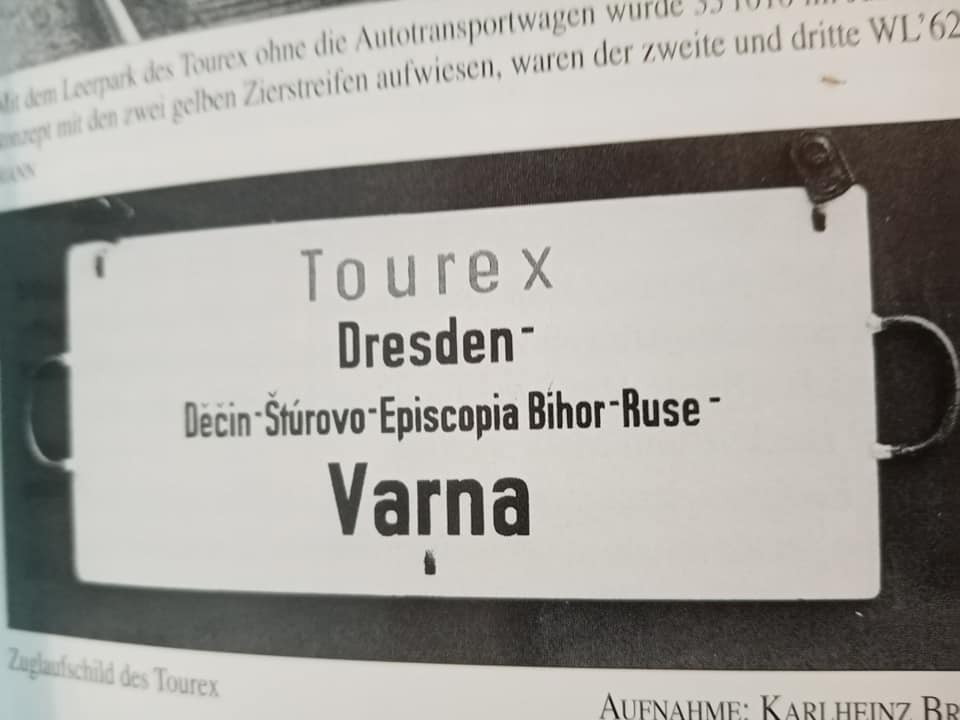 Mit dem Leerpark des Tourex ohne die Autotransportwagen wurde
konzept mit den zwei gelben Zierstreifen aufwiesen, waren der zweite und dritte WL'62
Tourex
Dresden-
Děčin-Štúrovo-Episcopia Bihor-Ruse-
Varna
Zuglaufschild des Tourex
AUFNAHME: KARLHEINZ BR